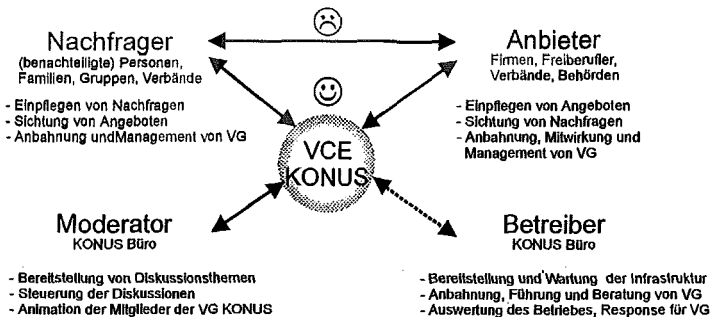 Nachfrager
(benachteiligte) Personen,
Familien, Gruppen, Verbände
- Einpflegen von Nachfragen
- Sichtung von Angeboten
- Anbahnung undManagement von VG
Anbieter
Firmen, Freiberufler,
Verbände, Behörden
- Einpflegen von Angeboten
- Sichtung von Nachfragen
- Anbahnung, Mitwirkung und
Management von VG
VCE
KONUS
Moderator
KONUS Büro
- Bereitstellung von Diskussionsthemen
- Steuerung der Diskussionen
- Animation der Mitglieder der VG KONUS
Betreiber
KONUS Büro
- Bereitstellung und Wartung der Infrastruktur
- Anbahnung, Führung und Beratung von VG
- Auswertung des Betriebes, Response für VG